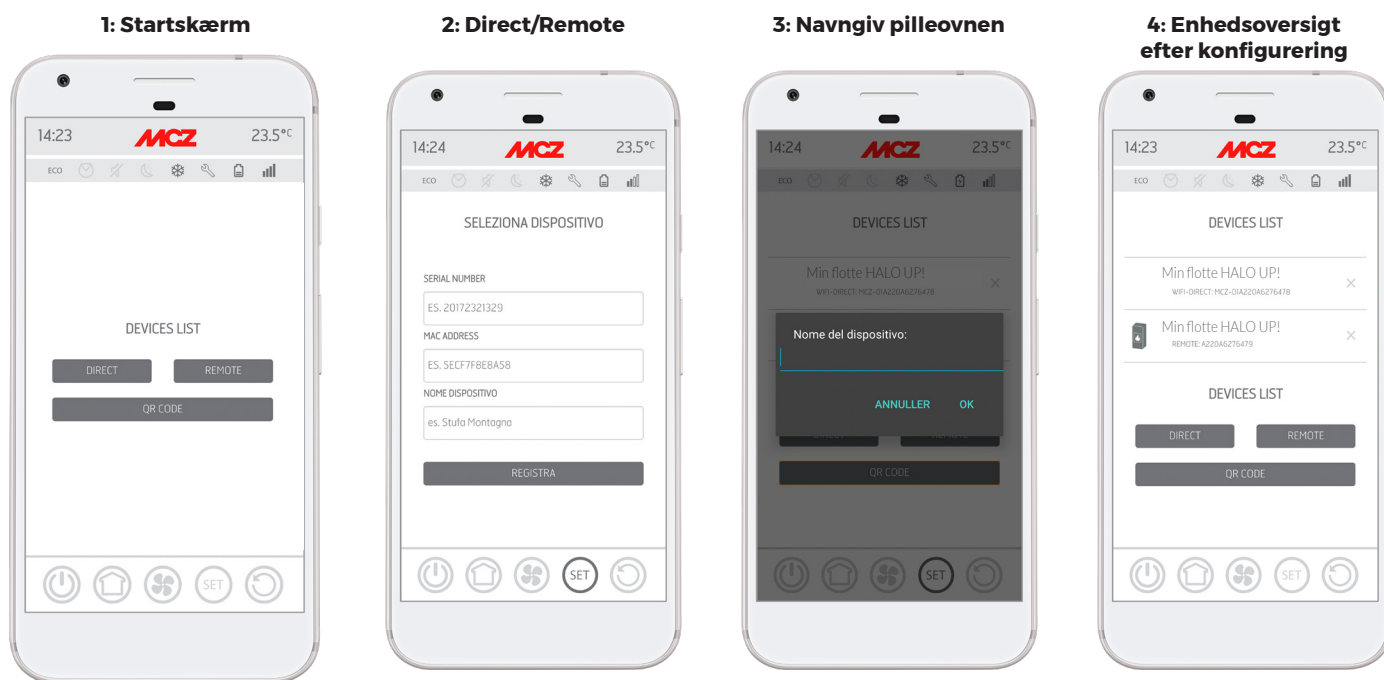 1: Startskærm
14:23 MCZ 23.5°C
ECO
DEVICES LIST
DIRECT REMOTE
QR CODE
SET
2: Direct/Remote
14:24 MCZ 23.5°C
ECO
SELEZIONA DISPOSITIVO
SERIAL NUMBER
ES. 20172321329
MAC ADDRESS
ES. 5ECF7F8E8A58
NOME DISPOSITIVO
es. Stufa Montagna
REGISTRA
SET
3: Navngiv pilleovnen
14:24 MCZ 23.5°C
ECO
DEVICES LIST
Min flotte HALO UP!
WIFI-DIRECT: MCZ-01A220A6276478
Nome del dispositivo:
ANNULLER OK
DIRECT REMOTE
QR CODE
SET
4: Enhedsoversigt
efter konfigurering
14:23 MCZ 23.5°C
ECO
DEVICES LIST
Min flotte HALO UP!
WIFI-DIRECT: MCZ-01A220A6276478
Min flotte HALO UP!
REMOTE: A220A6276479
DEVICES LIST
DIRECT REMOTE
QR CODE
SET